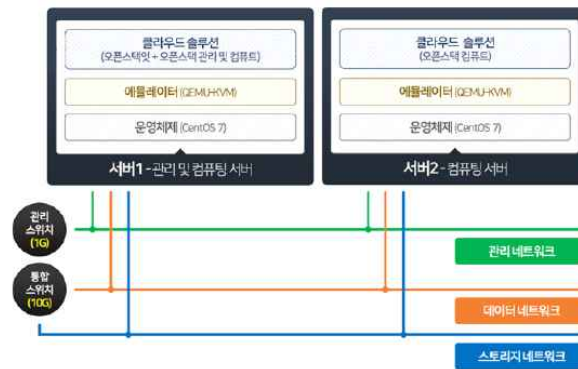 클라우드 솔루션
(오픈스택잇 + 오픈스택 관리 및 컴퓨트)
에뮬레이터 (QEMU-KVM)
운영체제 (CentOS 7)
서버1 - 관리 및 컴퓨팅 서버
클라우드 솔루션
(오픈스택 컴퓨트)
에뮬레이터 (QEMU-KVM)
운영체제 (CentOS 7)
서버2 - 컴퓨팅 서버
관리
스위치
(1G)
관리 네트워크
통합
스위치
(10G)
데이터 네트워크
스토리지 네트워크